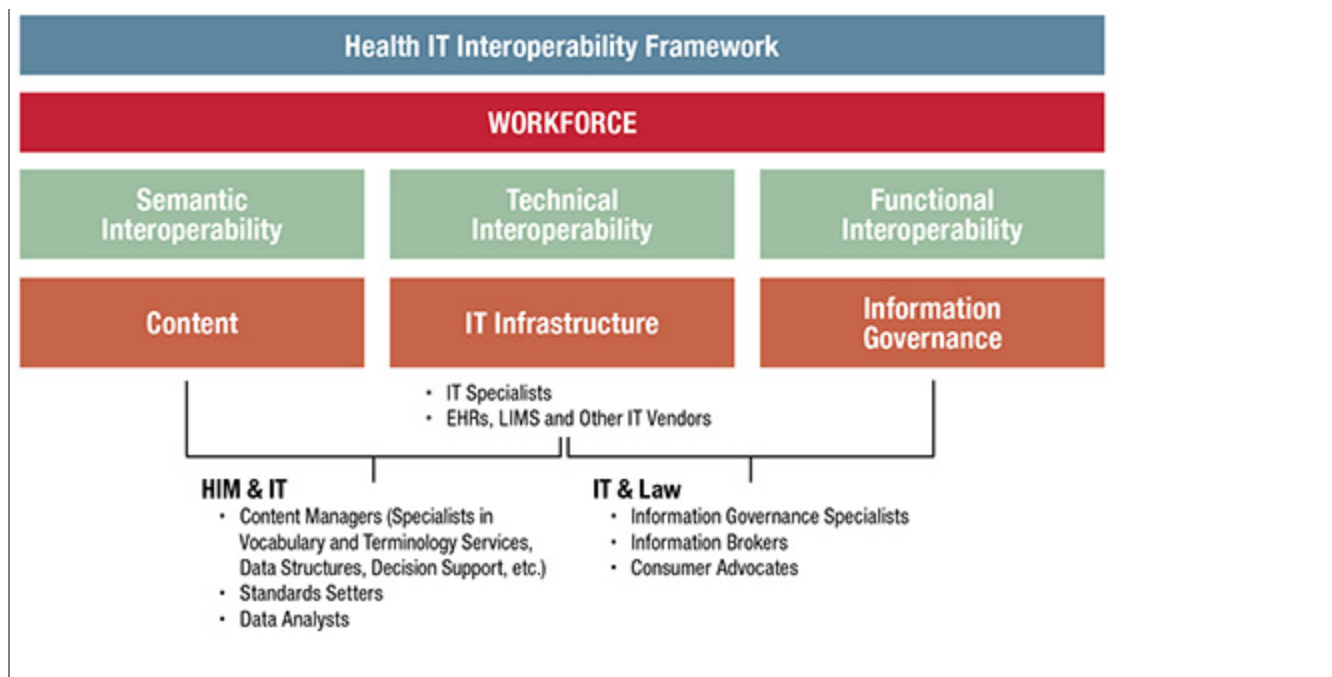 Health IT Interoperability Framework
WORKFORCE
Semantic
Interoperability
Technical
Interoperability
Functional
Interoperability
Content
IT Infrastructure
Information
Governance
• IT Specialists
• EHRs, LIMS and Other IT Vendors
HIM & IT
• Content Managers (Specialists in
Vocabulary and Terminology Services,
Data Structures, Decision Support, etc.)
• Standards Setters
• Data Analysts
IT & Law
• Information Governance Specialists
• Information Brokers
• Consumer Advocates